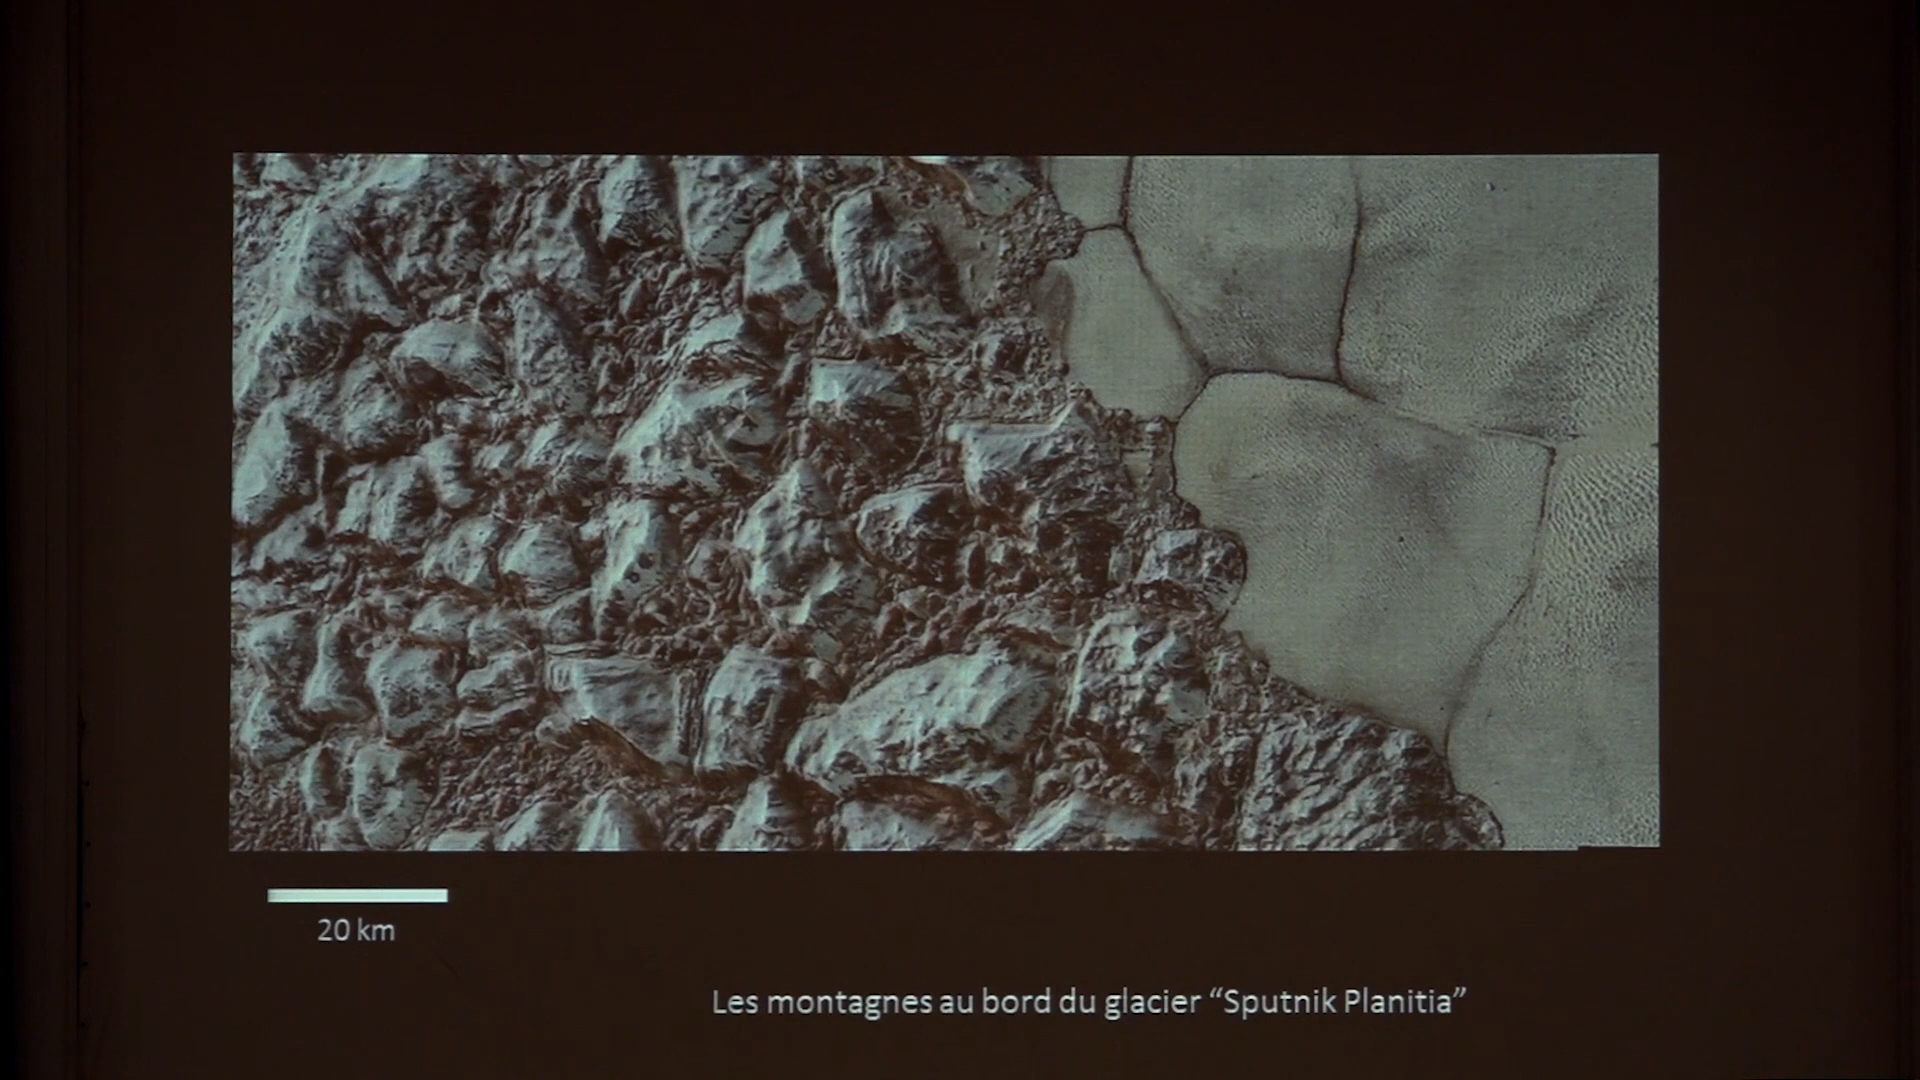 20 km
Les montagnes au bord du glacier “Sputnik Planitia”